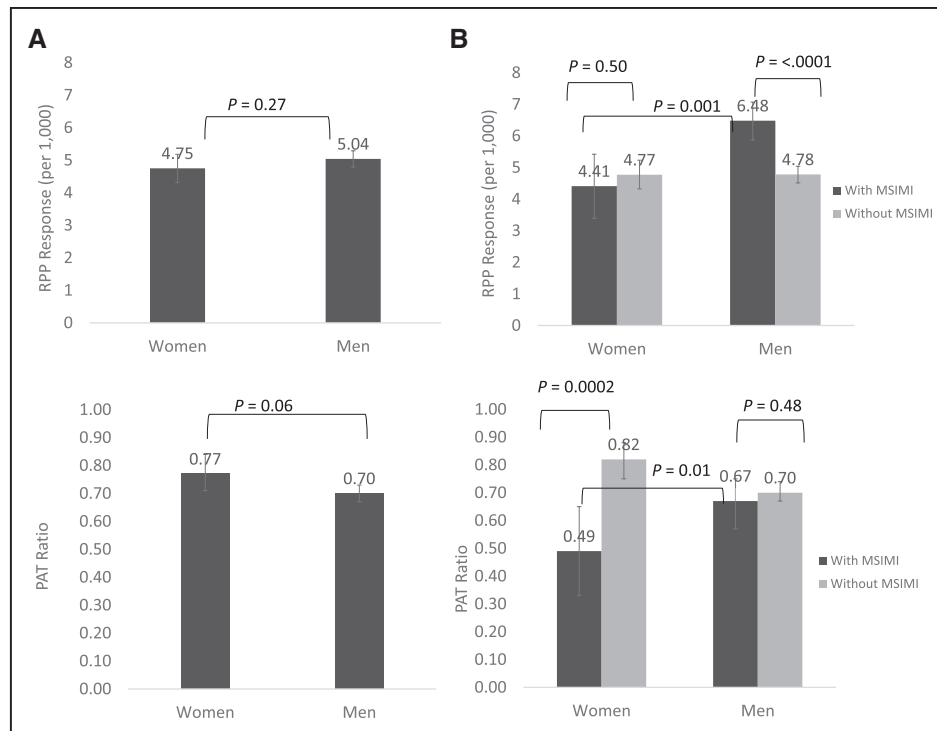 A
8
7
6
5
4
3
2
1
0
RPP Response (per 1,000)
P = 0.27
4.75
5.04
Women
Men
B
8
7
6
5
4
3
2
1
0
RPP Response (per 1,000)
P = 0.50
P = 0.001
P = <.0001
4.41
4.77
6.48
4.78
Women
Men
With MSIMI
Without MSIMI
1.00
0.90
0.80
0.70
0.60
0.50
0.40
0.30
0.20
0.10
0.00
PAT Ratio
P = 0.06
0.77
0.70
Women
Men
1.00
0.90
0.80
0.70
0.60
0.50
0.40
0.30
0.20
0.10
0.00
PAT Ratio
P = 0.0002
P = 0.01
P = 0.48
0.49
0.82
0.67
0.70
Women
Men
With MSIMI
Without MSIMI